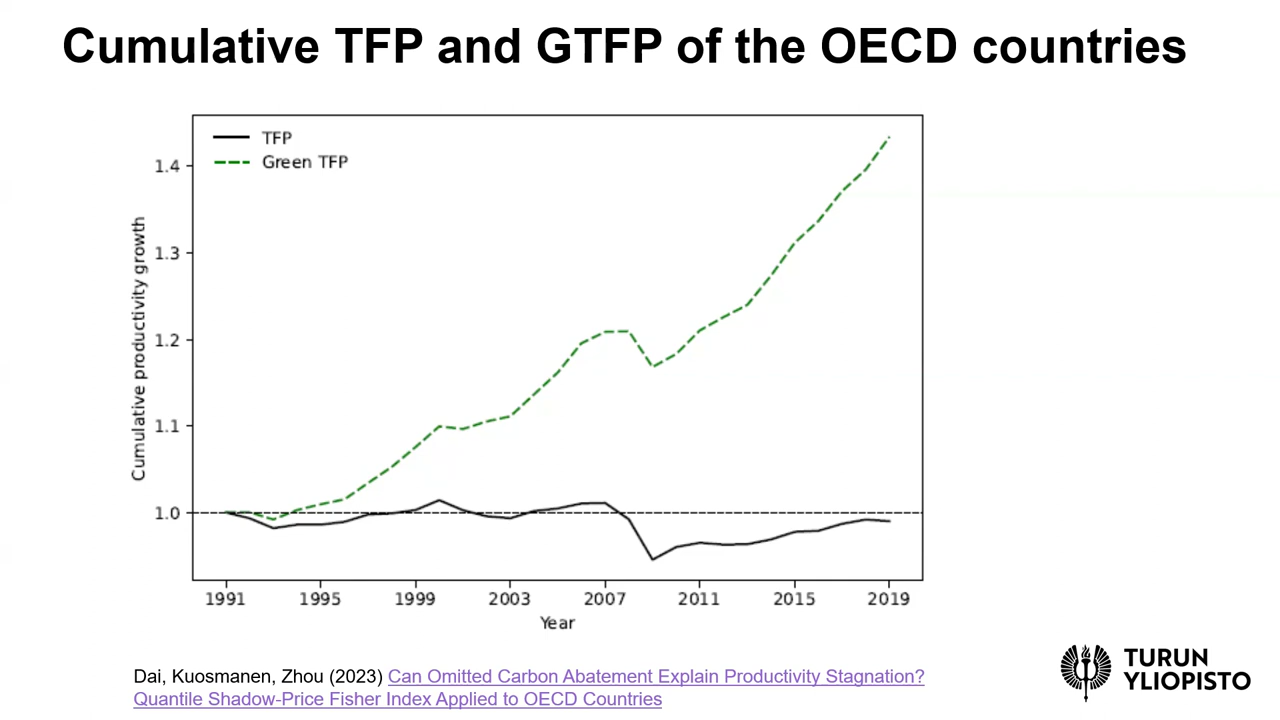 Cumulative TFP and GTFP of the OECD countries
TFP
Green TFP
Cumulative productivity growth
1.4
1.3
1.2
1.1
1.0
1991 1995 1999 2003 2007 2011 2015 2019
Year
Dai, Kuosmanen, Zhou (2023) Can Omitted Carbon Abatement Explain Productivity Stagnation?
Quantile Shadow-Price Fisher Index Applied to OECD Countries
TURUN
YLIOPISTO